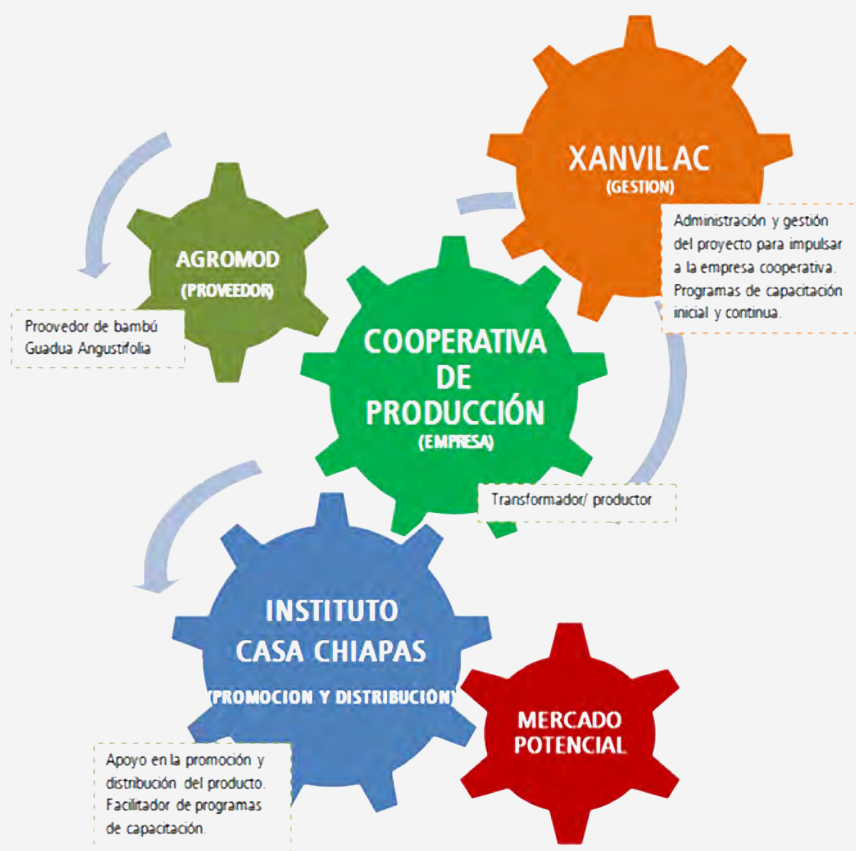 XANVILAC
(GESTION)
Administración y gestión
del proyecto para impulsar
a la empresa cooperativa.
Programas de capacitación
inicial y continua.
AGROMOD
(PROVEEDOR)
Proovedor de bambú
Guadua Angustifolia
COOPERATIVA
DE
PRODUCCIÓN
(EMPRESA)
Transformador/ productor
INSTITUTO
CASA CHIAPAS
(PROMOCION Y DISTRIBUCIÓN)
Apoyo en la promoción y
distribución del producto.
Facilitador de programas
de capacitación.
MERCADO
POTENCIAL